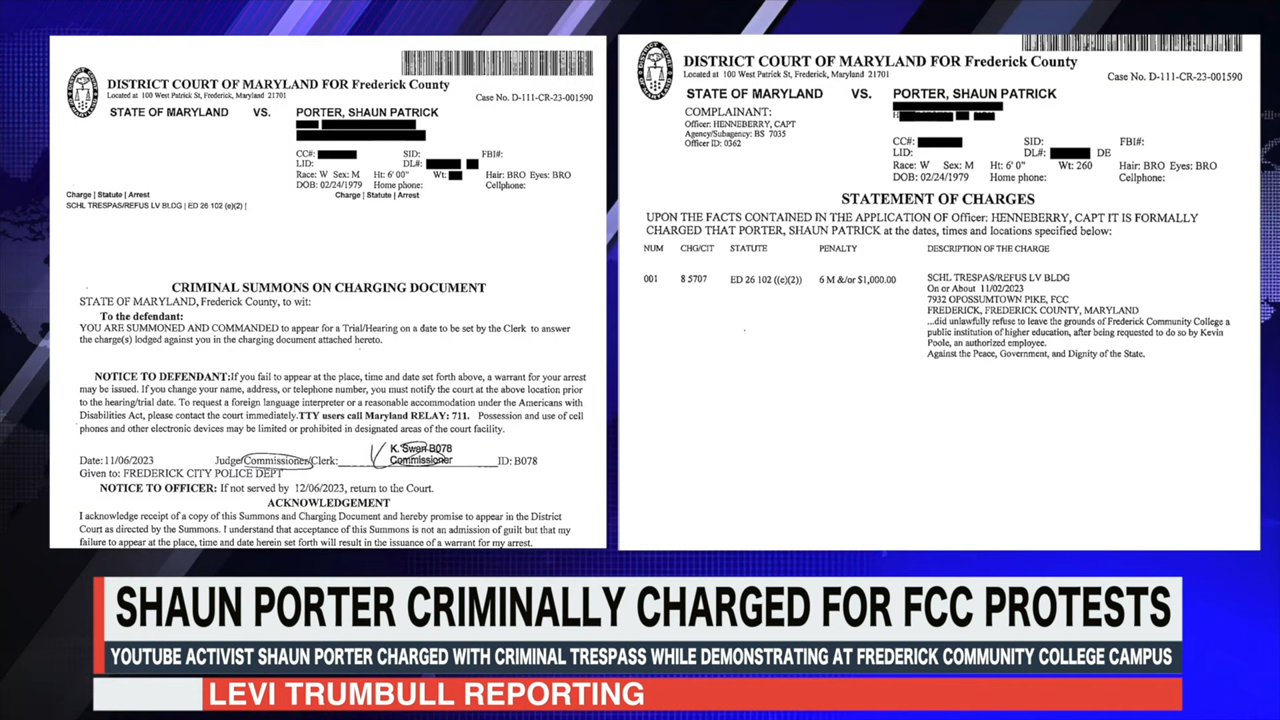 DISTRICT COURT OF MARYLAND FOR Frederick County
Located at 100 West Patrick St, Frederick, Maryland 21701
Case No. D-111-CR-23-001590
STATE OF MARYLAND VS. PORTER, SHAUN PATRICK
CC#: SID: FBI#:
LID: DL#:
Race: W Sex: M Ht: 6' 00" Wt: Hair: BRO Eyes: BRO
DOB: 02/24/1979 Home phone: Cellphone:
Charge | Statute | Arrest Charge | Statute | Arrest
SCHL TRESPAS/REFUS LV BLDG | ED 26 102 (e)(2) |
CRIMINAL SUMMONS ON CHARGING DOCUMENT
STATE OF MARYLAND, Frederick County, to wit:
To the defendant:
YOU ARE SUMMONED AND COMMANDED to appear for a Trial/Hearing on a date to be set by the Clerk to answer
the charge(s) lodged against you in the charging document attached hereto.
NOTICE TO DEFENDANT:If you fail to appear at the place, time and date set forth above, a warrant for your arrest
may be issued. If you change your name, address, or telephone number, you must notify the court at the above location prior
to the hearing/trial date. To request a foreign language interpreter or a reasonable accommodation under the Americans with
Disabilities Act, please contact the court immediately.TTY users call Maryland RELAY: 711. Possession and use of cell
phones and other electronic devices may be limited or prohibited in designated areas of the court facility.
K. Swan B078
Date: 11/06/2023 Judge/Commissioner/Clerk: Commissioner ID: B078
Given to: FREDERICK CITY POLICE DEPT
NOTICE TO OFFICER: If not served by 12/06/2023, return to the Court.
ACKNOWLEDGEMENT
I acknowledge receipt of a copy of this Summons and Charging Document and hereby promise to appear in the District
Court as directed by the Summons. I understand that acceptance of this Summons is not an admission of guilt but that my
failure to appear at the place, time and date herein set forth will result in the issuance of a warrant for my arrest.
DISTRICT COURT OF MARYLAND FOR Frederick County
Located at 100 West Patrick St, Frederick, Maryland 21701
Case No. D-111-CR-23-001590
STATE OF MARYLAND VS. PORTER, SHAUN PATRICK
COMPLAINANT:
Officer: HENNEBERRY, CAPT
Agency/Subagency: BS 7035
Officer ID: 0362
CC#: SID: FBI#:
LID: DL#: DE
Race: W Sex: M Ht: 6' 0" Wt: 260 Hair: BRO Eyes: BRO
DOB: 02/24/1979 Home phone: Cellphone:
STATEMENT OF CHARGES
UPON THE FACTS CONTAINED IN THE APPLICATION OF Officer: HENNEBERRY, CAPT IT IS FORMALLY
CHARGED THAT PORTER, SHAUN PATRICK at the dates, times and locations specified below:
NUM CHG/CIT STATUTE PENALTY DESCRIPTION OF THE CHARGE
001 8 5707 ED 26 102 ((e)(2)) 6 M &/or $1,000.00 SCHL TRESPAS/REFUS LV BLDG
On or About 11/02/2023
7932 OPOSSUMTOWN PIKE, FCC
FREDERICK, FREDERICK COUNTY, MARYLAND
...did unlawfully refuse to leave the grounds of Frederick Community College a
public institution of higher education, after being requested to do so by Kevin
Poole, an authorized employee.
Against the Peace, Government, and Dignity of the State.
SHAUN PORTER CRIMINALLY CHARGED FOR FCC PROTESTS
YOUTUBE ACTIVIST SHAUN PORTER CHARGED WITH CRIMINAL TRESPASS WHILE DEMONSTRATING AT FREDERICK COMMUNITY COLLEGE CAMPUS
LEVI TRUMBULL REPORTING